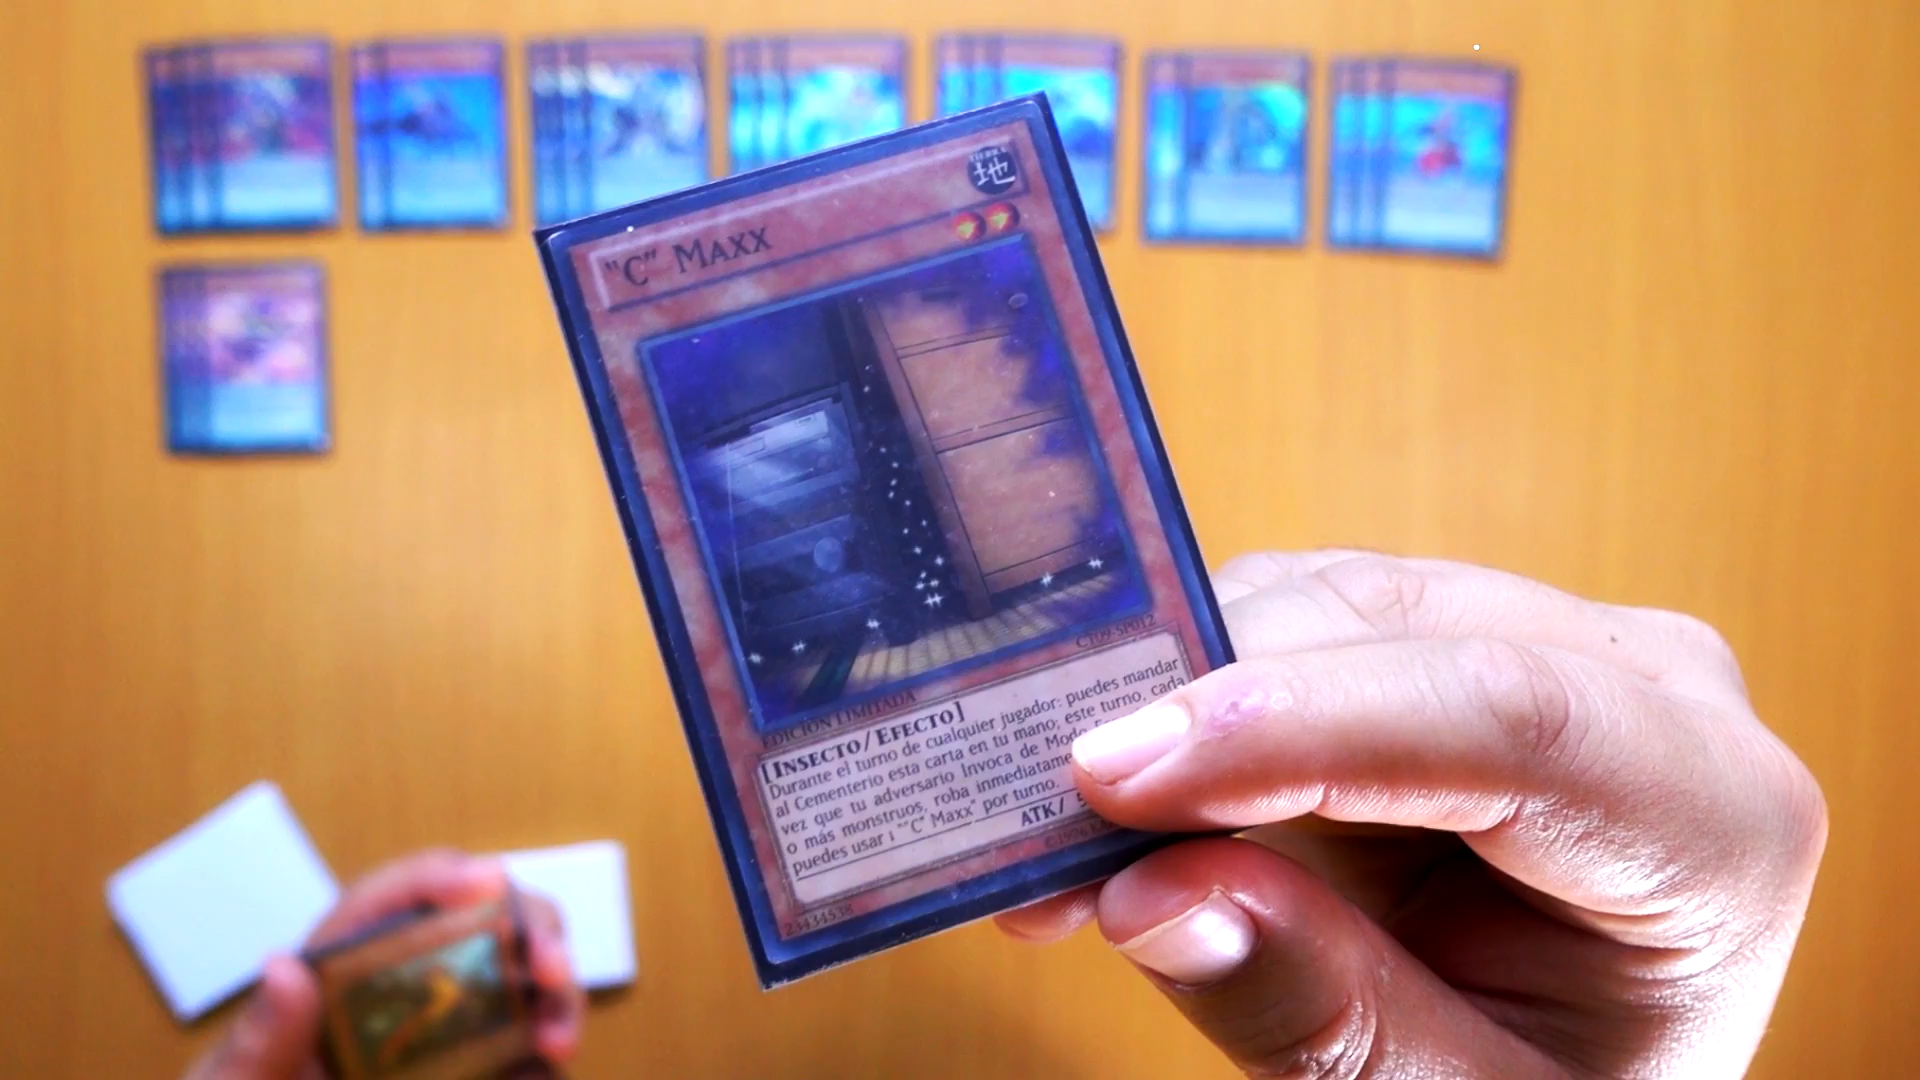 TIERRA
地
"C" MAXX
CT09-SP012
EDICIÓN LIMITADA
[INSECTO/EFECTO]
Durante el turno de cualquier jugador: puedes mandar
al Cementerio esta carta en tu mano; este turno, cada
vez que tu adversario Invoca de Modo
o más monstruos, roba
puedes usar 1 ""C" Maxx" por turno.
ATK/ 5
23434538